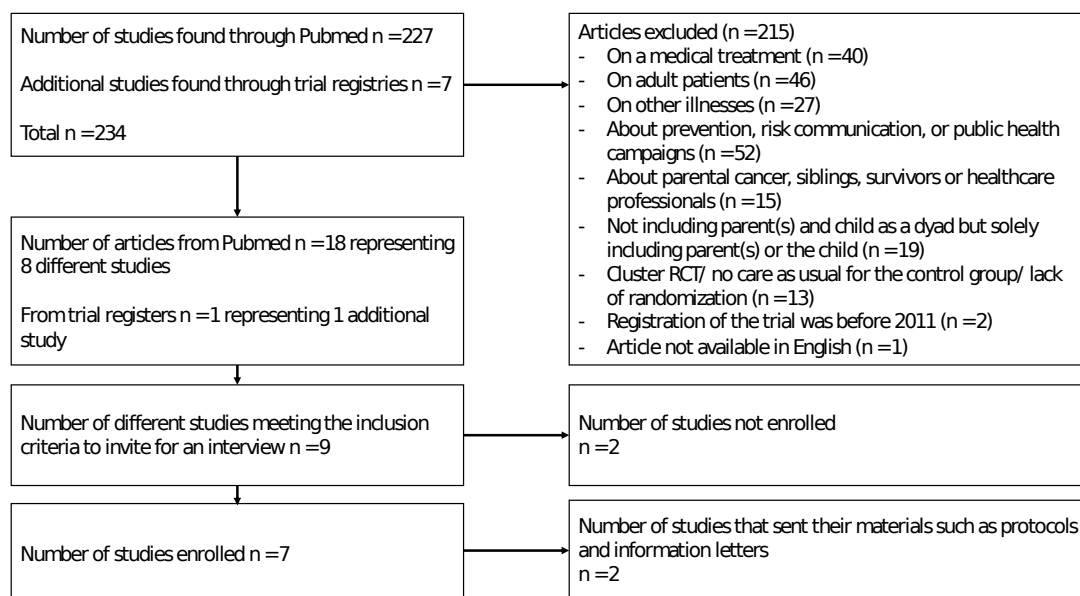 Number of studies found through Pubmed n = 227
Additional studies found through trial registries n = 7
Total n = 234
Articles excluded (n = 215)
- On a medical treatment (n = 40)
- On adult patients (n = 46)
- On other illnesses (n = 27)
- About prevention, risk communication, or public health
campaigns (n = 52)
- About parental cancer, siblings, survivors or healthcare
professionals (n = 15)
- Not including parent(s) and child as a dyad but solely
including parent(s) or the child (n = 19)
- Cluster RCT/ no care as usual for the control group/ lack
of randomization (n = 13)
- Registration of the trial was before 2011 (n = 2)
- Article not available in English (n = 1)
Number of articles from Pubmed n = 18 representing
8 different studies
From trial registers n = 1 representing 1 additional
study
Number of different studies meeting the inclusion
criteria to invite for an interview n = 9
Number of studies not enrolled
n = 2
Number of studies enrolled n = 7
Number of studies that sent their materials such as protocols
and information letters
n = 2